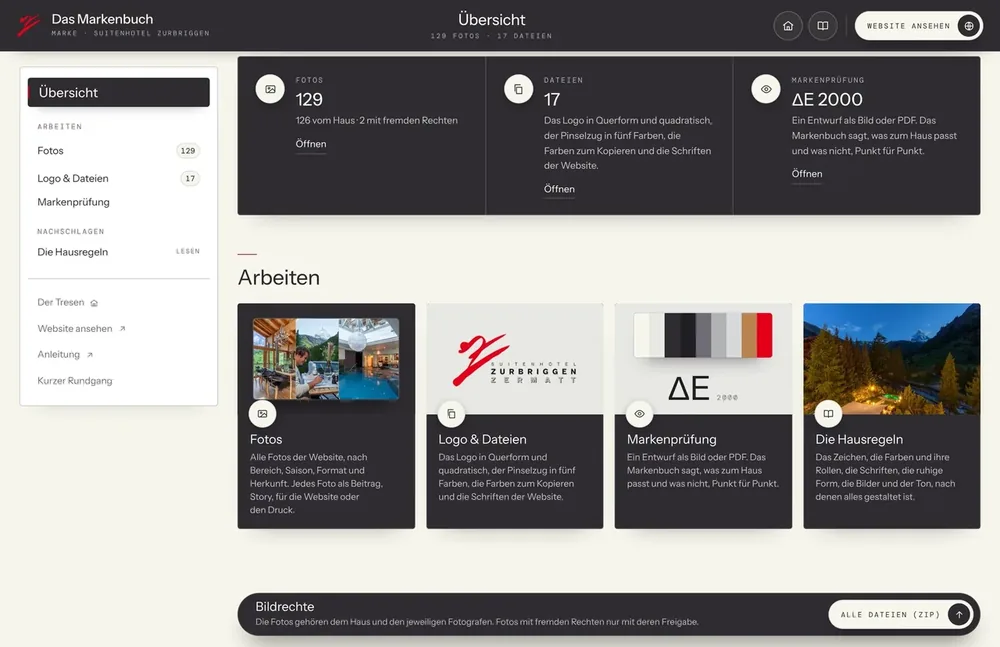 Das Markenbuch
MARKE · SUITENHOTEL ZURBRIGGEN
Übersicht
129 FOTOS · 17 DATEIEN
WEBSITE ANSEHEN
Übersicht
ARBEITEN
Fotos
129
Logo & Dateien
17
Markenprüfung
NACHSCHLAGEN
Die Hausregeln
LESEN
Der Tresen
Website ansehen ↗
Anleitung ↗
Kurzer Rundgang
FOTOS
129
126 vom Haus · 2 mit fremden Rechten
Öffnen
DATEIEN
17
Das Logo in Querform und quadratisch,
der Pinselzug in fünf Farben, die
Farben zum Kopieren und die Schriften
der Website.
Öffnen
MARKENPRÜFUNG
ΔE 2000
Ein Entwurf als Bild oder PDF. Das
Markenbuch sagt, was zum Haus passt
und was nicht, Punkt für Punkt.
Öffnen
Arbeiten
Fotos
Alle Fotos der Website, nach
Bereich, Saison, Format und
Herkunft. Jedes Foto als Beitrag,
Story, für die Website oder
den Druck.
SUITENHOTEL
ZURBRIGGEN
ZERMATT
Logo & Dateien
Das Logo in Querform und
quadratisch, der Pinselzug in fünf
Farben, die Farben zum Kopieren
und die Schriften der Website.
ΔE 2000
Markenprüfung
Ein Entwurf als Bild oder PDF. Das
Markenbuch sagt, was zum Haus
passt und was nicht, Punkt für Punkt.
Die Hausregeln
Das Zeichen, die Farben und ihre
Rollen, die Schriften, die ruhige
Form, die Bilder und der Ton, nach
denen alles gestaltet ist.
Bildrechte
Die Fotos gehören dem Haus und den jeweiligen Fotografen. Fotos mit fremden Rechten nur mit deren Freigabe.
ALLE DATEIEN (ZIP)